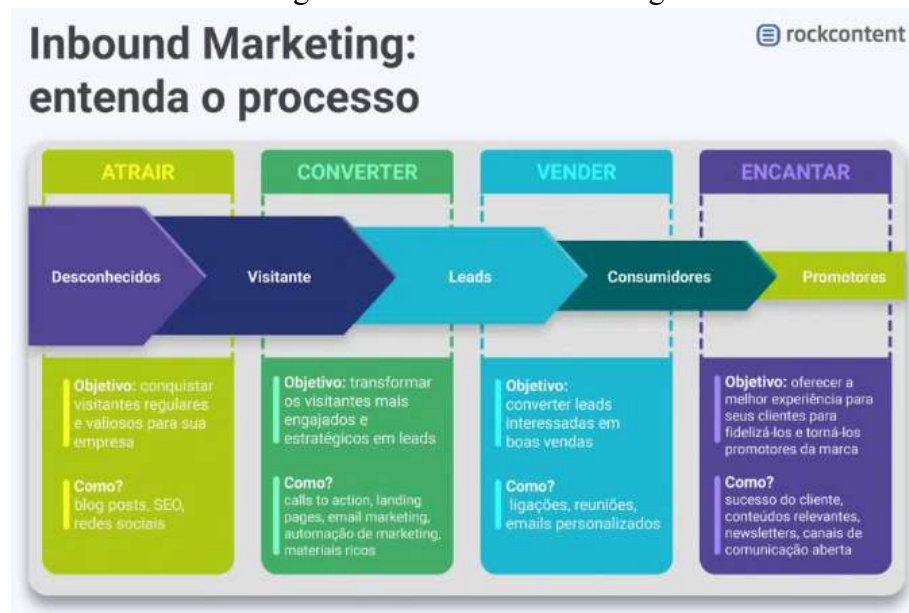 Inbound Marketing:
entenda o processo
rockcontent
ATRAIR
CONVERTER
VENDER
ENCANTAR
Desconhecidos
Visitante
Leads
Consumidores
Promotores
Objetivo: conquistar
visitantes regulares
e valiosos para sua
empresa
Como?
blog posts, SEO,
redes sociais
Objetivo: transformar
os visitantes mais
engajados e
estratégicos em leads
Como?
calls to action, landing
pages, email marketing,
automação de marketing,
materiais ricos
Objetivo:
converter leads
interessadas em
boas vendas
Como?
ligações, reuniões,
emails personalizados
Objetivo: oferecer a
melhor experiência para
seus clientes para
fidelizá-los e torná-los
promotores da marca
Como?
sucesso do cliente,
conteúdos relevantes,
newsletters, canais de
comunicação aberta